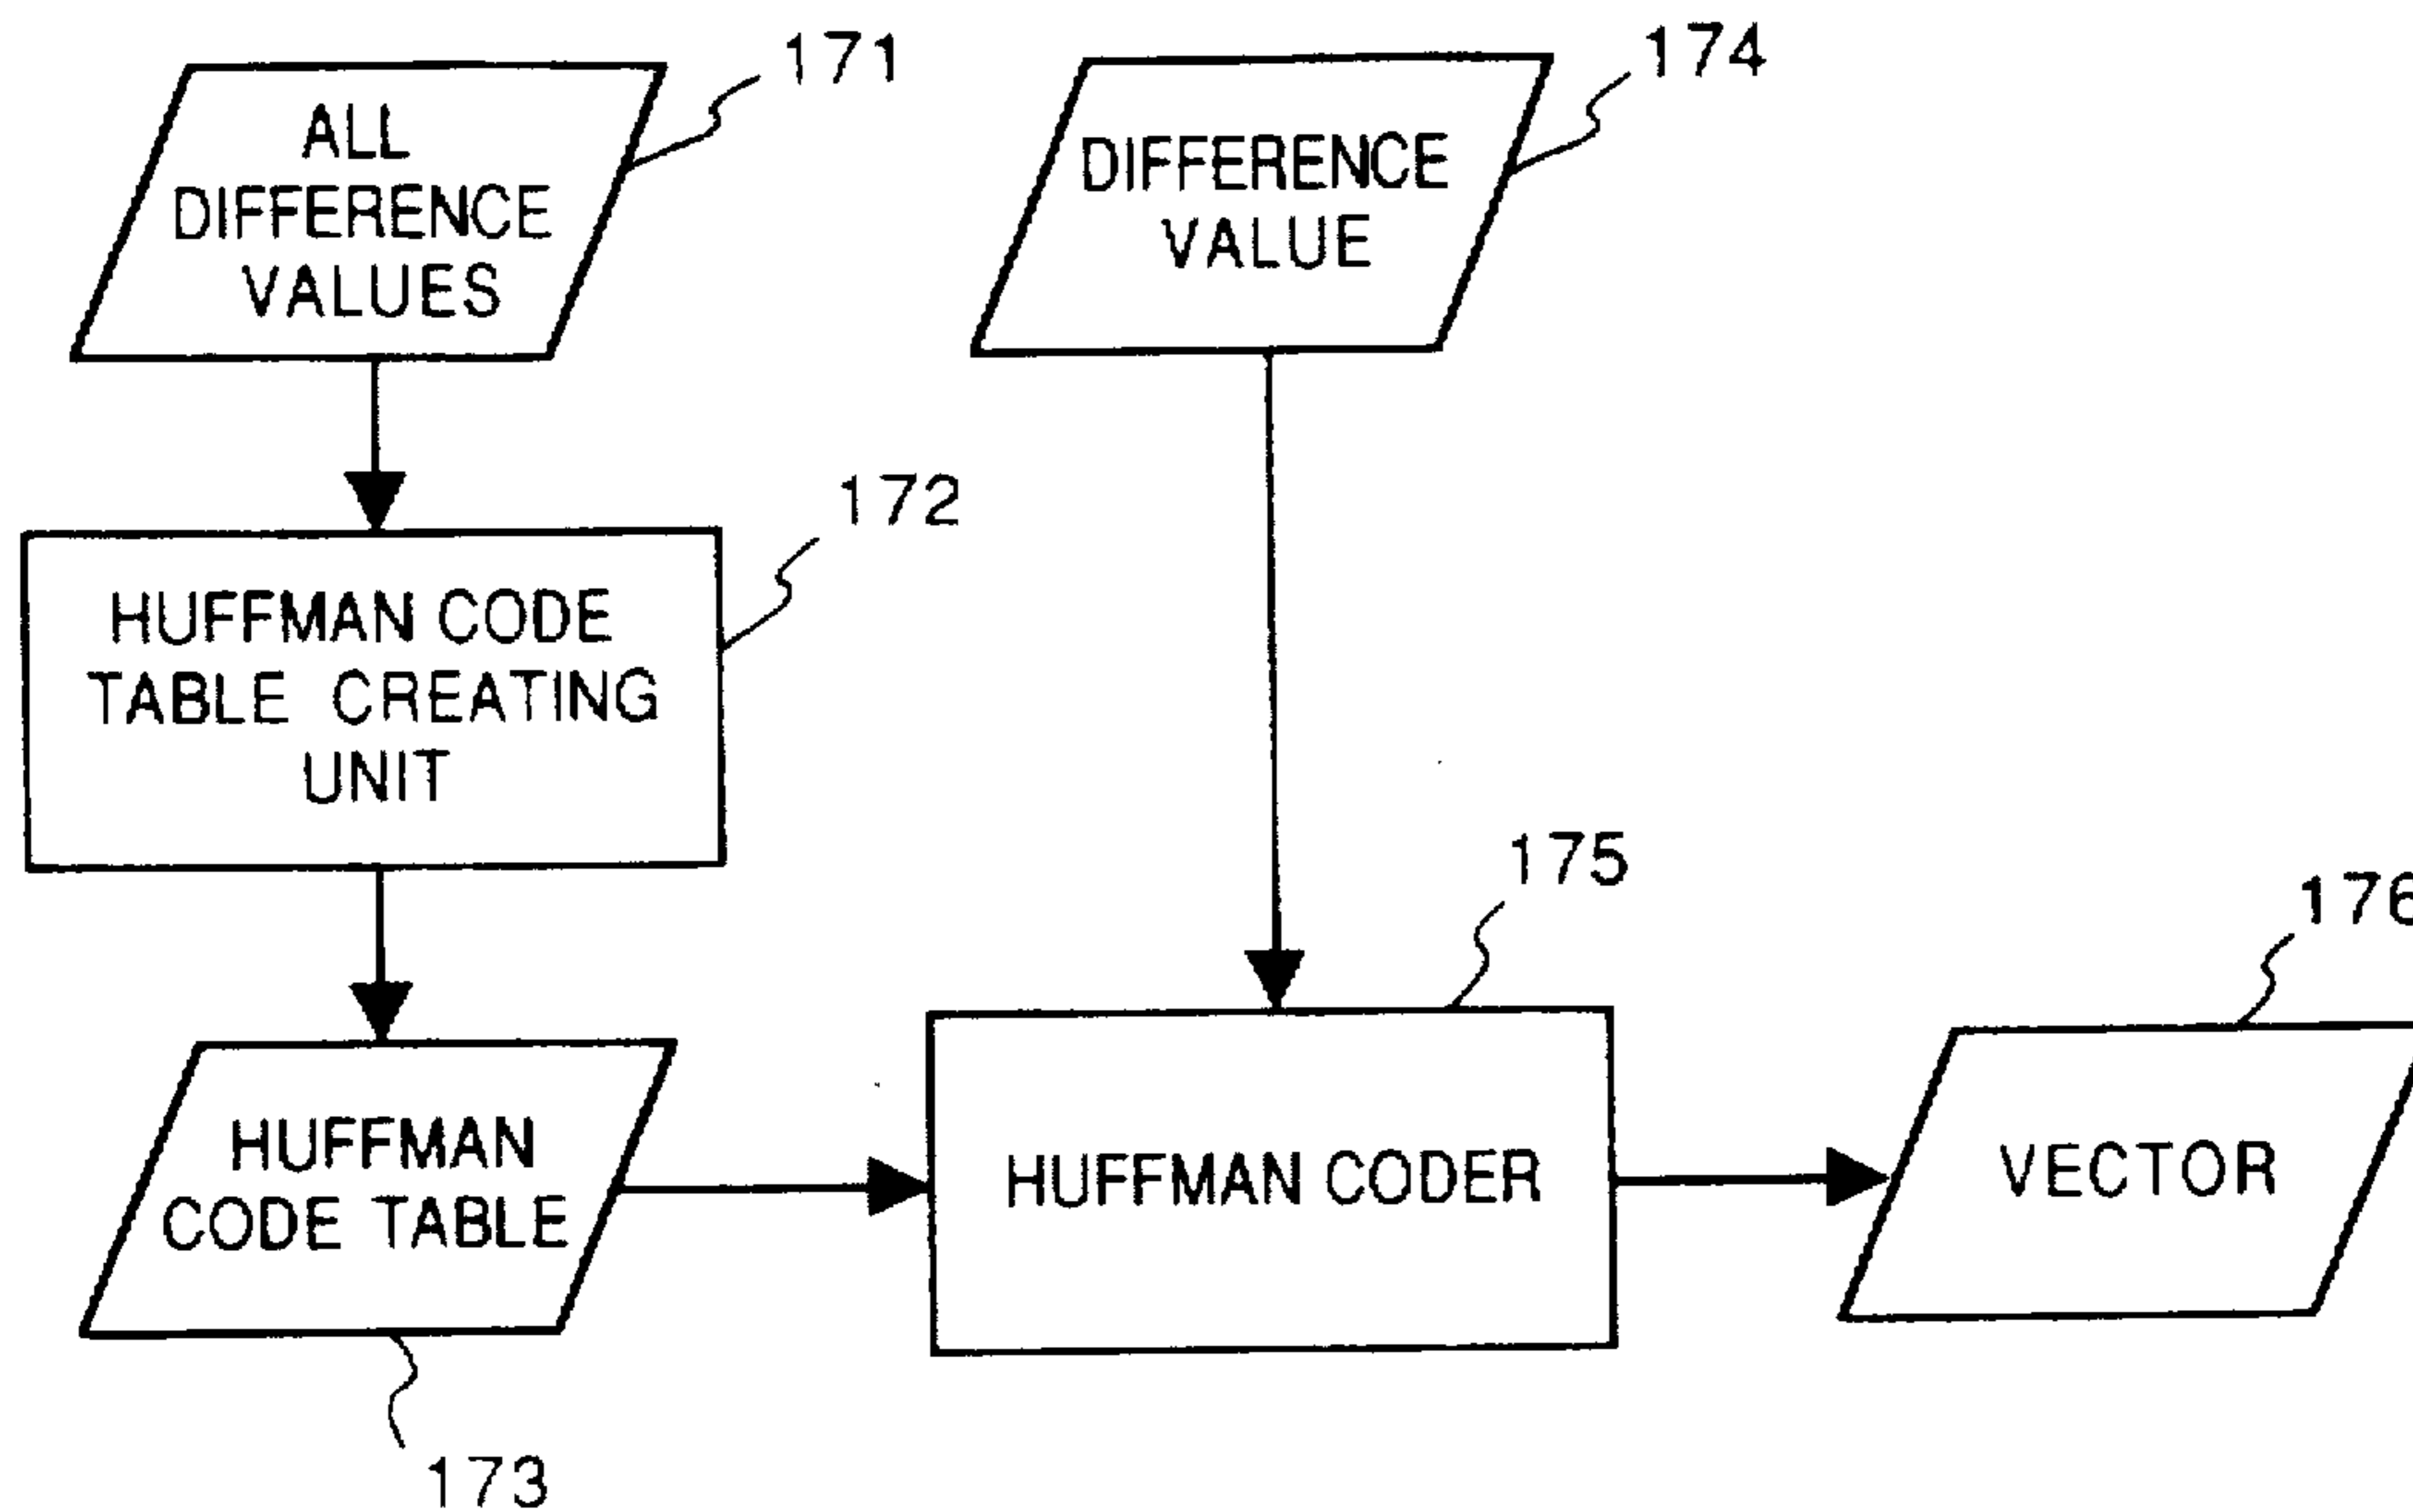 171
ALL
DIFFERENCE
VALUES
174
DIFFERENCE
VALUE
172
HUFFMAN CODE
TABLE CREATING
UNIT
175
176
HUFFMAN
CODE TABLE
HUFFMAN CODER
VECTOR
173